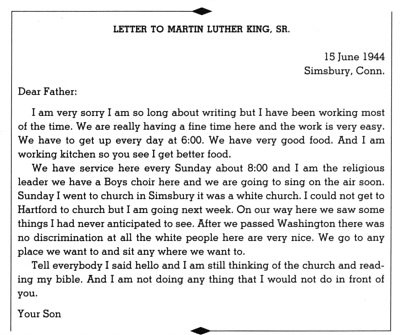 LETTER TO MARTIN LUTHER KING, SR.
15 June 1944
Simsbury, Conn.
Dear Father:
I am very sorry I am so long about writing but I have been working most
of the time. We are really having a fine time here and the work is very easy.
We have to get up every day at 6:00. We have very good food. And I am
working kitchen so you see I get better food.
We have service here every Sunday about 8:00 and I am the religious
leader we have a Boys choir here and we are going to sing on the air soon.
Sunday I went to church in Simsbury it was a white church. I could not get to
Hartford to church but I am going next week. On our way here we saw some
things I had never anticipated to see. After we passed Washington there was
no discrimination at all the white people here are very nice. We go to any
place we want to and sit any where we want to.
Tell everybody I said hello and I am still thinking of the church and read-
ing my bible. And I am not doing any thing that I would not do in front of
you.
Your Son